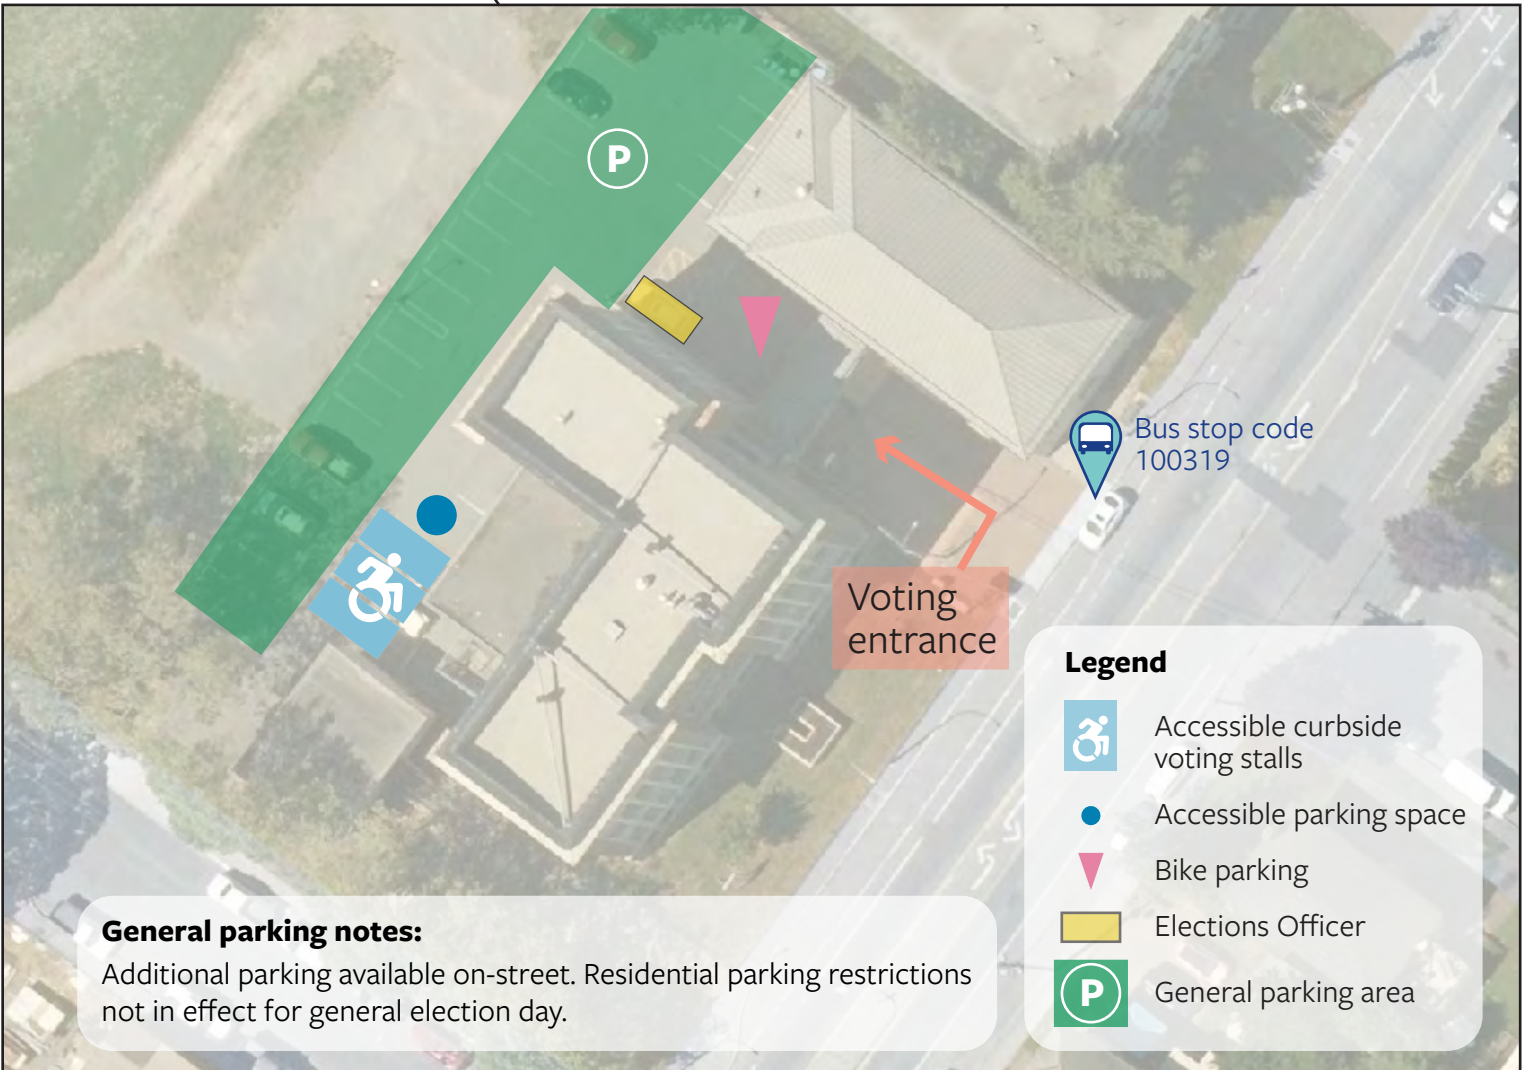 P
Bus stop code
100319
Voting
entrance
Legend
Accessible curbside
voting stalls
Accessible parking space
Bike parking
Elections Officer
P
General parking area
General parking notes:
Additional parking available on-street. Residential parking restrictions
not in effect for general election day.